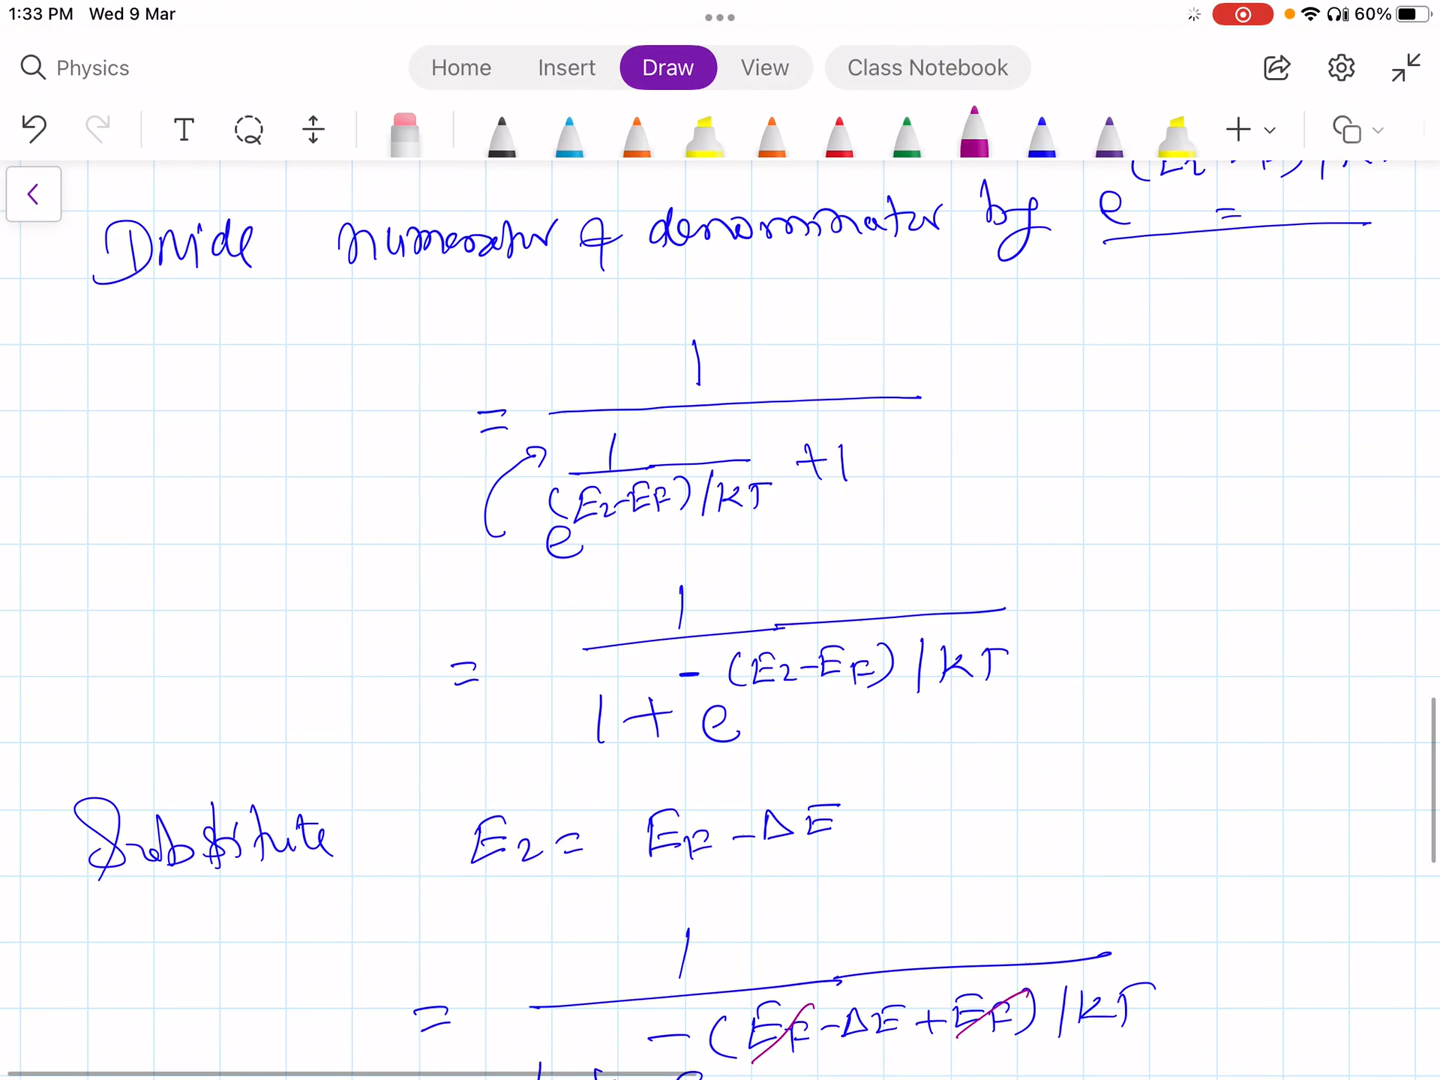 1:33 PM Wed 9 Mar 60%
Physics Home Insert Draw View Class Notebook
T
Divide numerator & denominator by e
= 1
1 / e^(E2-EF)/KT +1
= 1
1 + e^-(E2-EF)/KT
Substitute E2 = EF - ΔE
= 1
-(EF - ΔE + EF)/KT